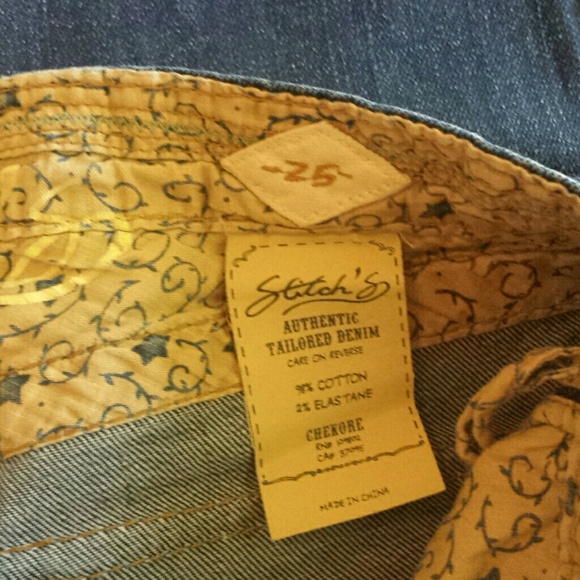 -25-
Stitch's
AUTHENTIC
TAILORED DENIM
CARE ON REVERSE
98% COTTON
2% ELASTANE
CHEKORE
MADE IN CHINA